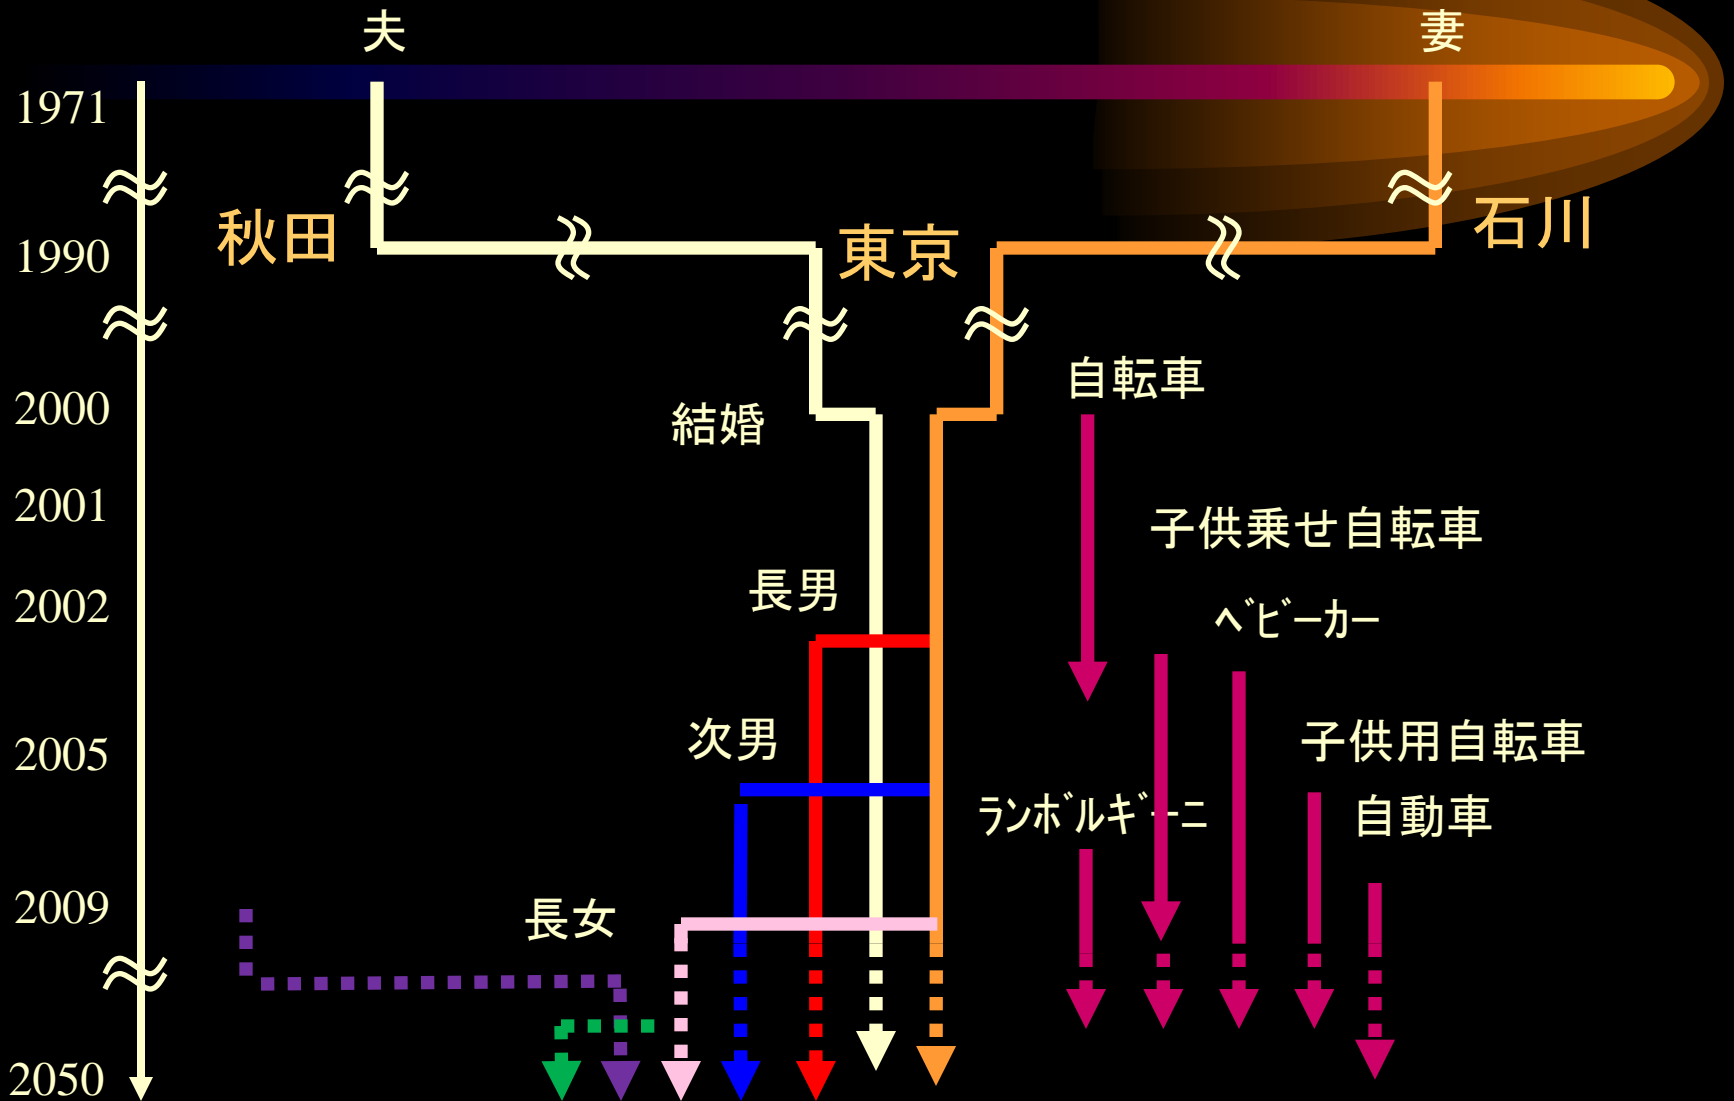 夫
妻
1971
秋田
石川
東京
1990
自転車
2000
結婚
2001
子供乗せ自転車
長男
2002
ﾍﾞﾋﾞｰｶｰ
次男
2005
子供用自転車
ﾗﾝﾎﾞﾙｷﾞｰﾆ
自動車
2009
長女
2050